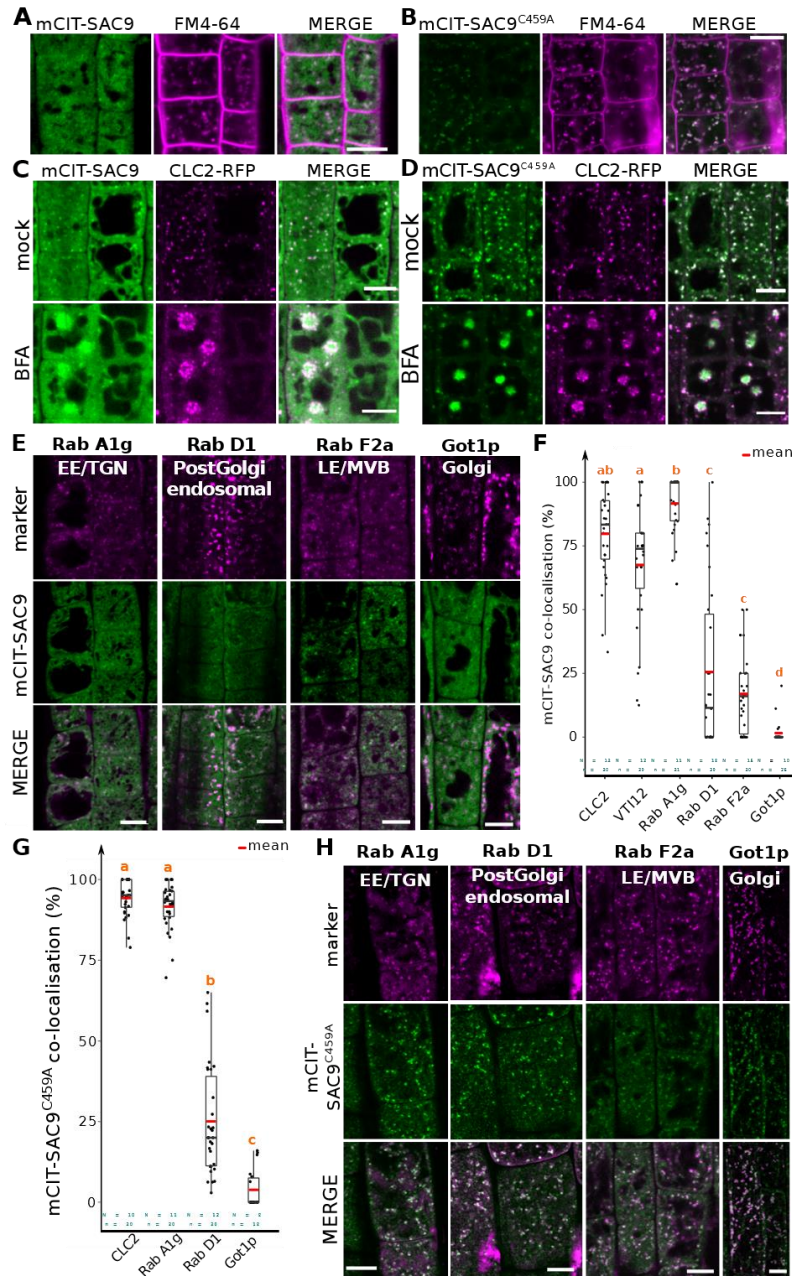 A
mCIT-SAC9 FM4-64 MERGE
B
mCIT-SAC9C459A FM4-64 MERGE
C
mCIT-SAC9 CLC2-RFP MERGE
mock
BFA
D
mCIT-SAC9C459A CLC2-RFP MERGE
mock
BFA
E
Rab A1g Rab D1 Rab F2a Got1p
EE/TGN PostGolgi LE/MVB Golgi
endosomal
marker
mCIT-SAC9
MERGE
F
mean
mCIT-SAC9 co-localisation (%)
ab a b c c d
100
75
50
25
0
CLC2 VTI12 Rab A1g Rab D1 Rab F2a Got1p
G
mean
mCIT-SAC9C459A co-localisation (%)
a a b c
100
75
50
25
0
CLC2 Rab A1g Rab D1 Got1p
H
Rab A1g Rab D1 Rab F2a Got1p
EE/TGN PostGolgi LE/MVB Golgi
endosomal
marker
mCIT-
SAC9C459A
MERGE